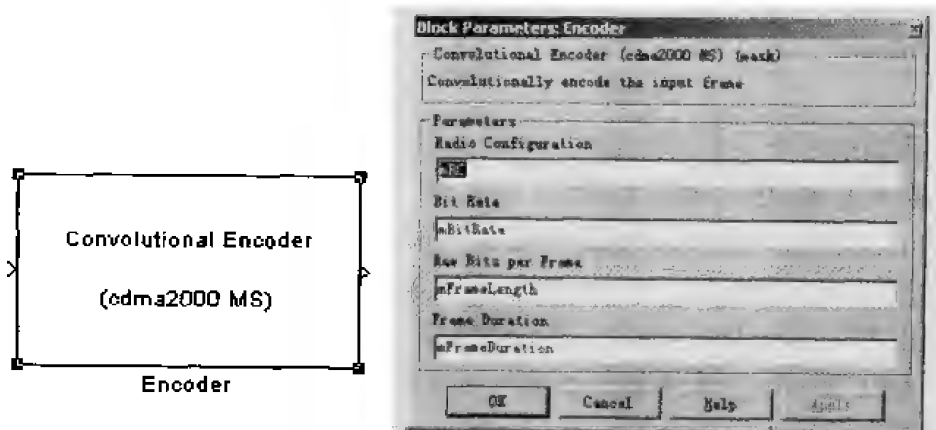 Convolutional Encoder
(cdma2000 MS)
Encoder
Block Parameters: Encoder
Convolutional Encoder (cdma2000 MS) (mask)
Convolutionally encode the input frame
Parameters
Radio Configuration
mRC
Bit Rate
mBitRate
Raw Bits per Frame
mFrameLength
Frame Duration
mFrameDuration
OK
Cancel
Help
Apply